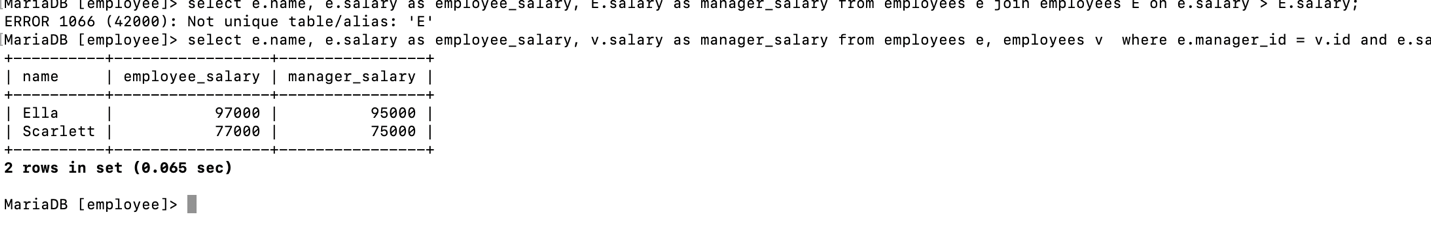 MariaDB [employee]> select e.name, e.salary as employee_salary, E.salary as manager_salary from employees e join employees E on e.salary > E.salary;
ERROR 1066 (42000): Not unique table/alias: 'E'
MariaDB [employee]> select e.name, e.salary as employee_salary, v.salary as manager_salary from employees e, employees v  where e.manager_id = v.id and e.sa
+----------+-----------------+----------------+
| name     | employee_salary | manager_salary |
+----------+-----------------+----------------+
| Ella     |           97000 |          95000 |
| Scarlett |           77000 |          75000 |
+----------+-----------------+----------------+
2 rows in set (0.065 sec)
MariaDB [employee]>